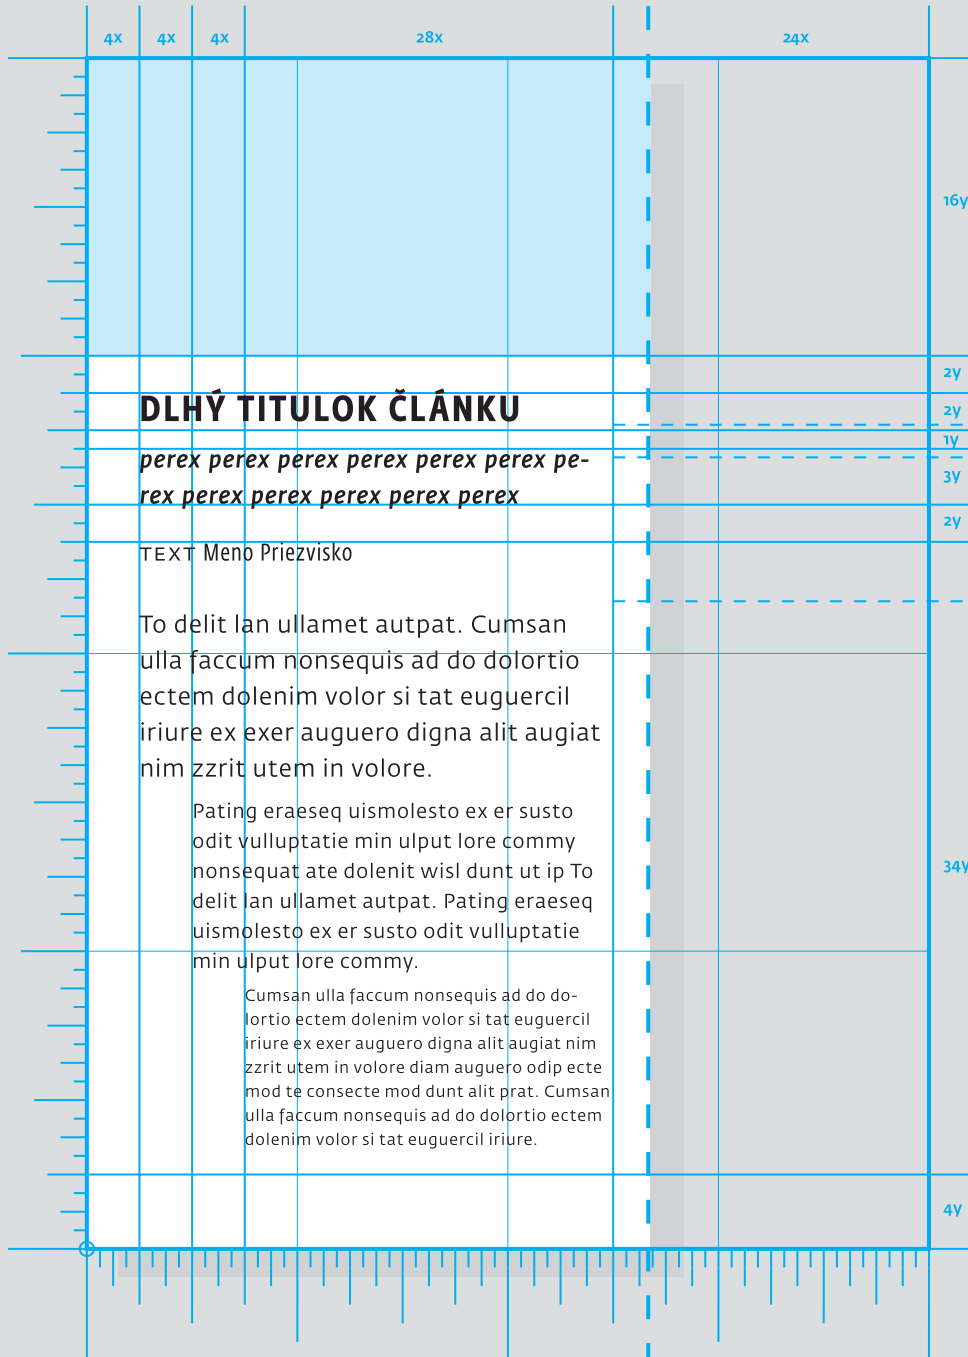 4x 4x 4x 28x 24x
16y
2y
DLHÝ TITULOK ČLÁNKU
2y
1y
perex perex perex perex perex perex pe-
3y
rex perex perex perex perex perex
2y
TEXT Meno Priezvisko
To delit lan ullamet autpat. Cumsan
ulla faccum nonsequis ad do dolortio
ectem dolenim volor si tat euguercil
iriure ex exer auguero digna alit augiat
nim zzrit utem in volore.
Pating eraeseq uismolesto ex er susto
odit vulluptatie min ulput lore commy
nonsequat ate dolenit wisl dunt ut ip To
34y
delit lan ullamet autpat. Pating eraeseq
uismolesto ex er susto odit vulluptatie
min ulput lore commy.
Cumsan ulla faccum nonsequis ad do do-
lortio ectem dolenim volor si tat euguercil
iriure ex exer auguero digna alit augiat nim
zzrit utem in volore diam auguero odip ecte
mod te consecte mod dunt alit prat. Cumsan
ulla faccum nonsequis ad do dolortio ectem
dolenim volor si tat euguercil iriure.
4y